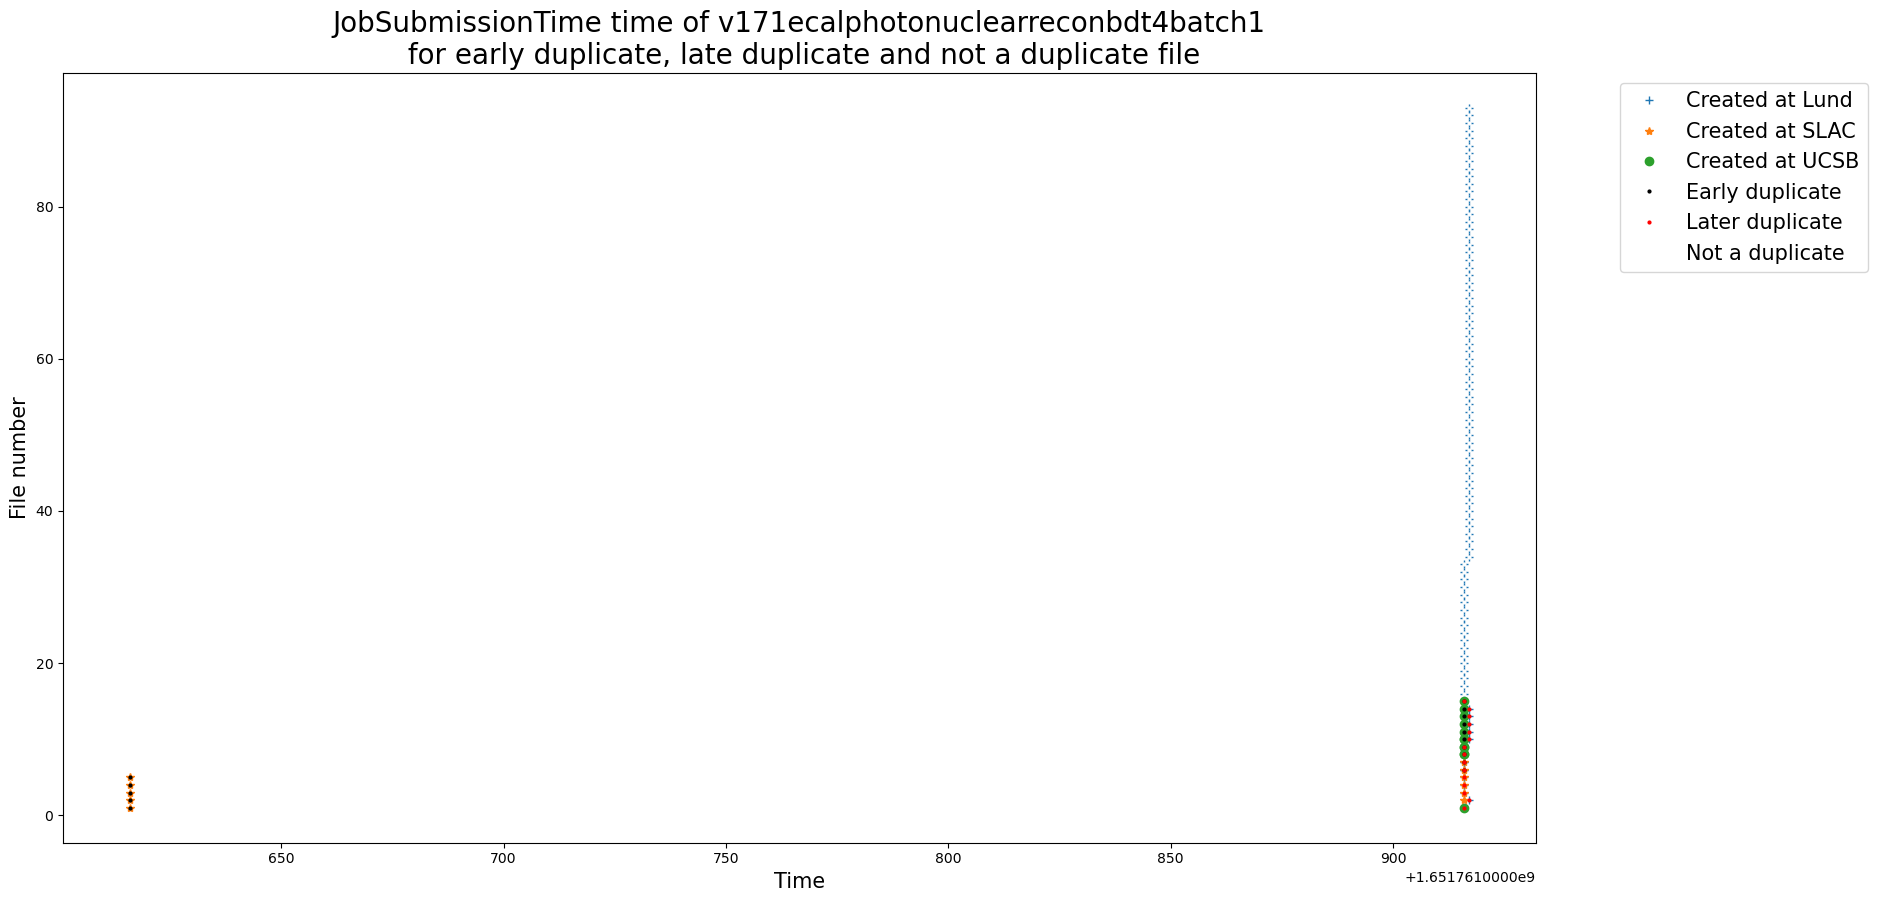 JobSubmissionTime time of v171ecalphotonuclearreconbdt4batch1
for early duplicate, late duplicate and not a duplicate file
Created at Lund
Created at SLAC
Created at UCSB
Early duplicate
Later duplicate
Not a duplicate
File number
80
60
40
20
0
650
700
750
800
850
900
+1.6517610000e9
Time